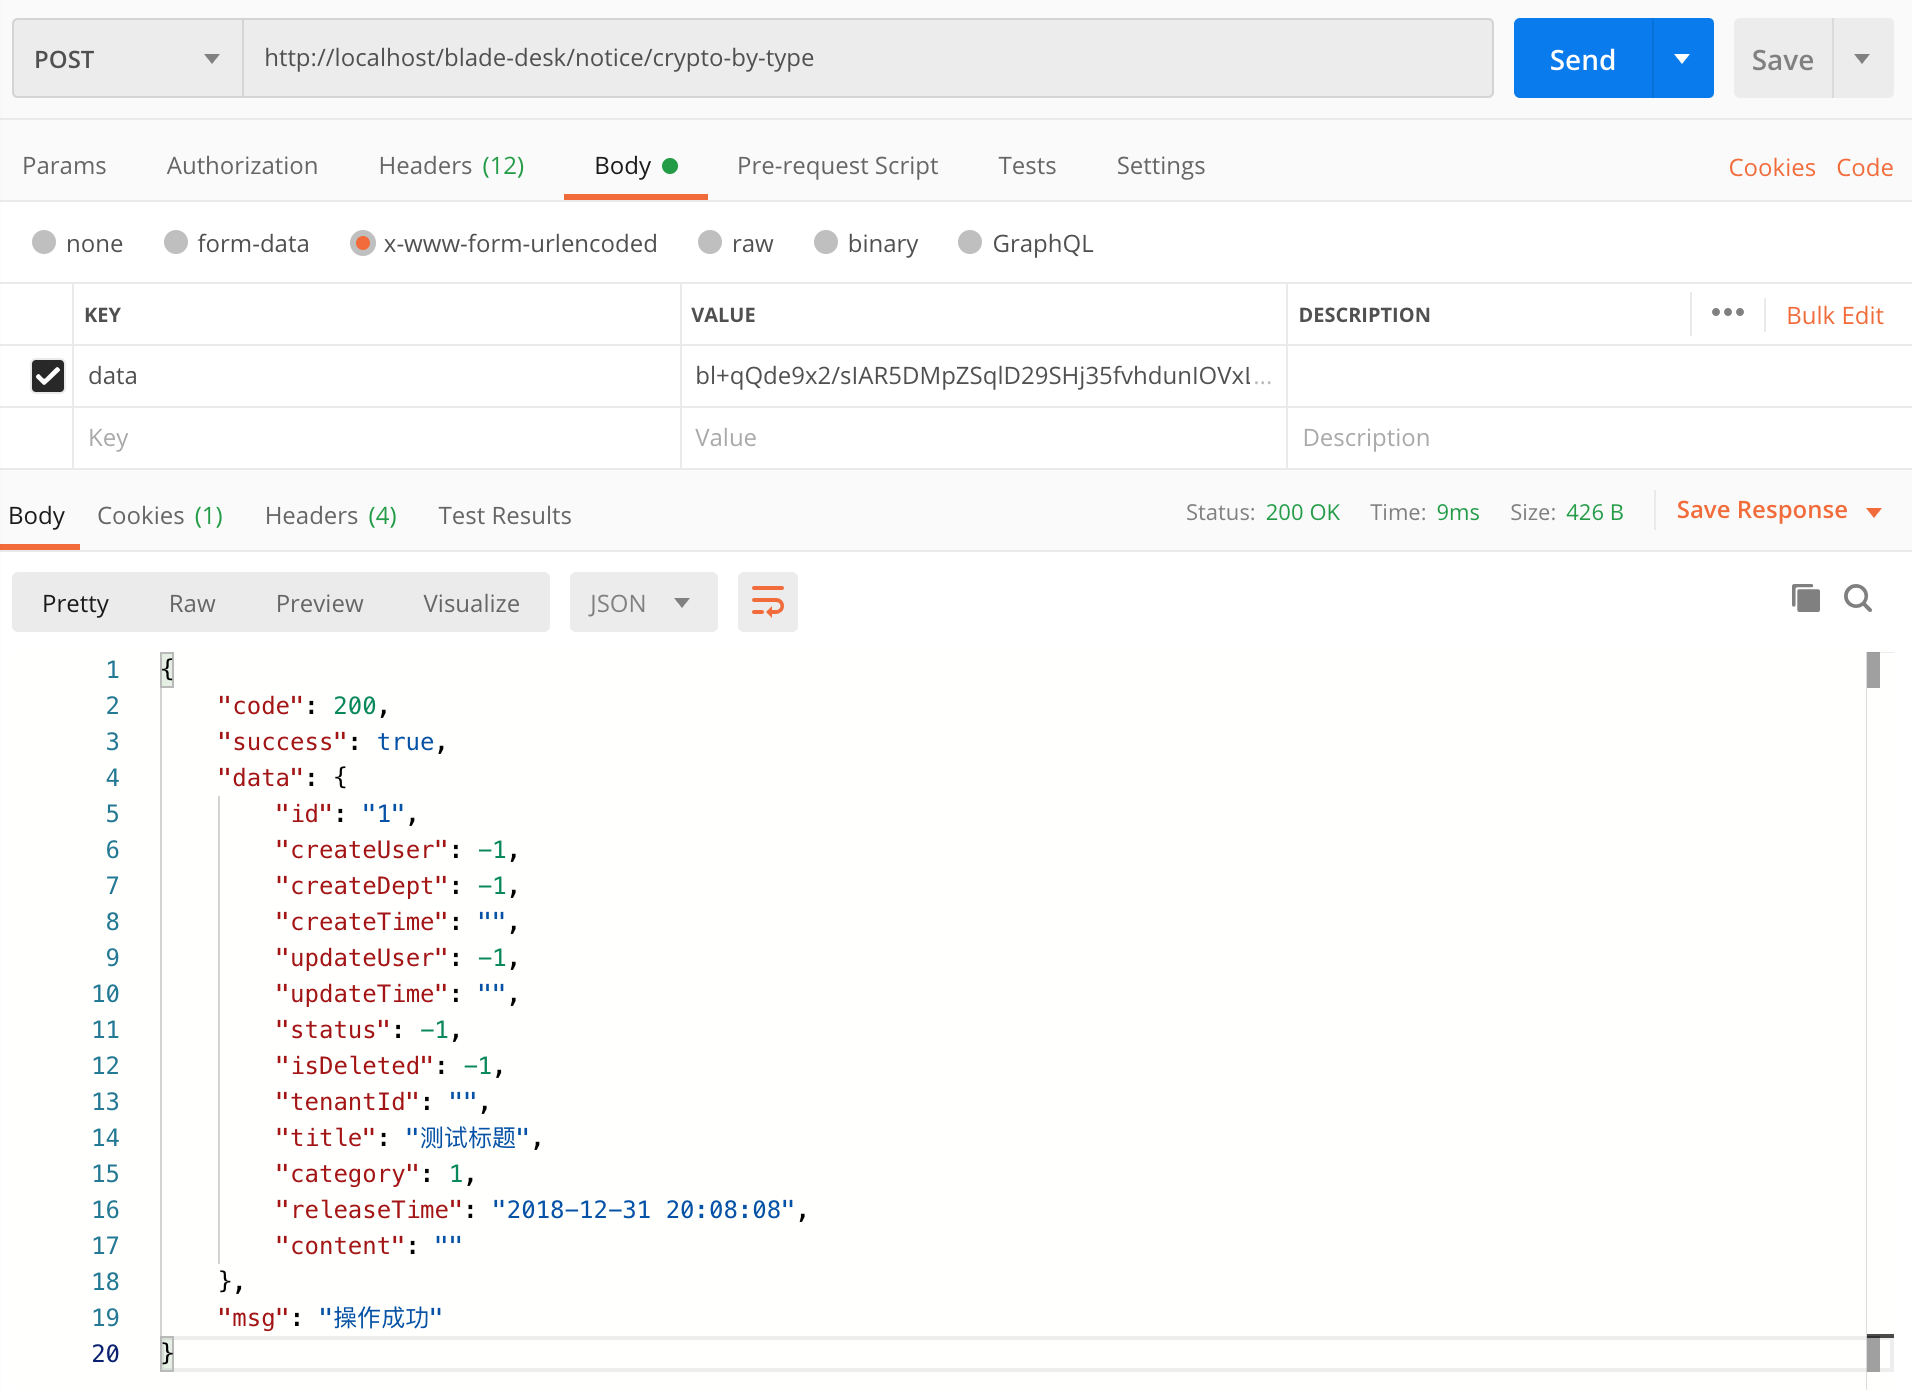 POST http://localhost/blade-desk/notice/crypto-by-type Send Save
Params Authorization Headers (12) Body Pre-request Script Tests Settings Cookies Code
none form-data x-www-form-urlencoded raw binary GraphQL
KEY VALUE DESCRIPTION ••• Bulk Edit
data bl+qQde9x2/sIAR5DMpZSqlD29SHj35fvhdunIOVxL...
Key Value Description
Body Cookies (1) Headers (4) Test Results Status: 200 OK Time: 9ms Size: 426 B Save Response
Pretty Raw Preview Visualize JSON
1 {
2 "code": 200,
3 "success": true,
4 "data": {
5 "id": "1",
6 "createUser": -1,
7 "createDept": -1,
8 "createTime": "",
9 "updateUser": -1,
10 "updateTime": "",
11 "status": -1,
12 "isDeleted": -1,
13 "tenantId": "",
14 "title": "测试标题",
15 "category": 1,
16 "releaseTime": "2018-12-31 20:08:08",
17 "content": ""
18 },
19 "msg": "操作成功"
20 }